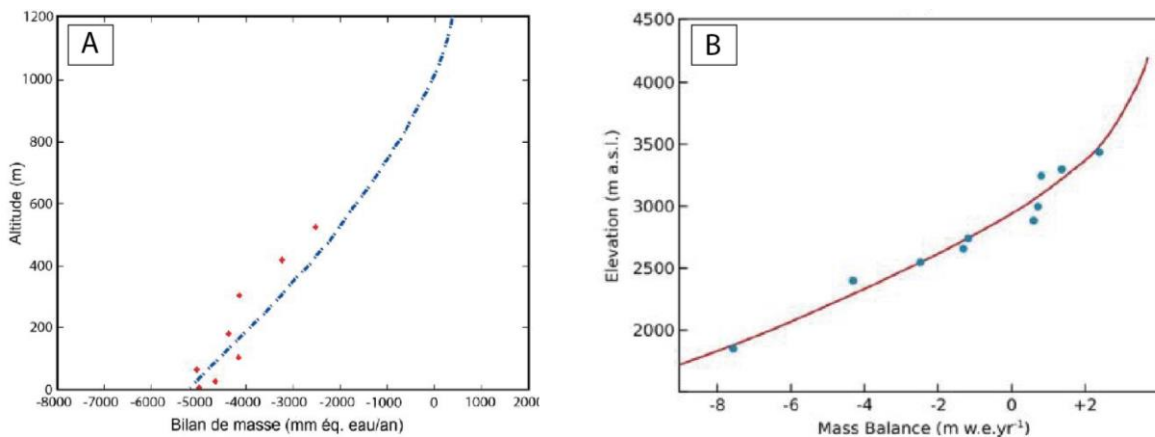 A
1200
1000
800
600
400
200
0
Altitude (m)
-8000 -7000 -6000 -5000 -4000 -3000 -2000 -1000 0 1000 2000
Bilan de masse (mm éq. eau/an)
B
4500
4000
3500
3000
2500
2000
Elevation (m a.s.l.)
-8 -6 -4 -2 0 +2
Mass Balance (m w.e.yr⁻¹)